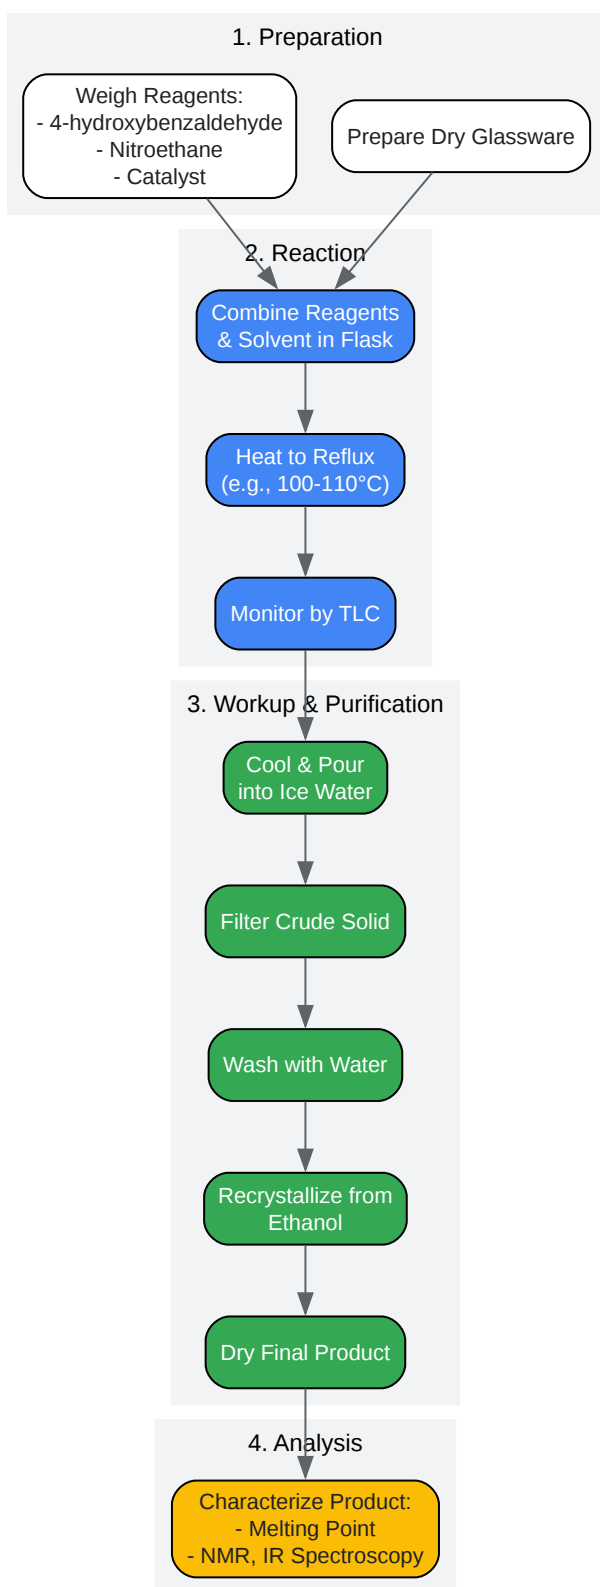 1. Preparation
Weigh Reagents:
- 4-hydroxybenzaldehyde
- Nitroethane
- Catalyst
Prepare Dry Glassware
2. Reaction
Combine Reagents
& Solvent in Flask
Heat to Reflux
(e.g., 100-110°C)
Monitor by TLC
3. Workup & Purification
Cool & Pour
into Ice Water
Filter Crude Solid
Wash with Water
Recrystallize from
Ethanol
Dry Final Product
4. Analysis
Characterize Product:
- Melting Point
- NMR, IR Spectroscopy